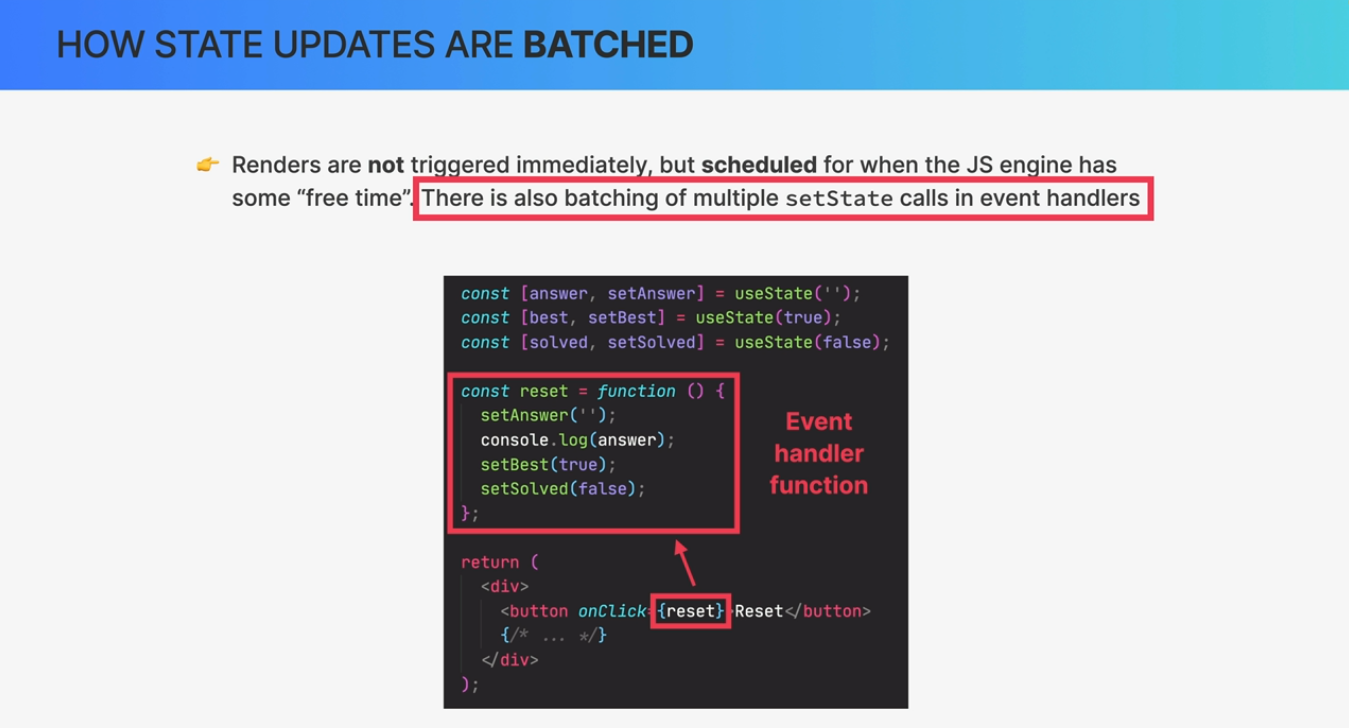 HOW STATE UPDATES ARE BATCHED
👉 Renders are not triggered immediately, but scheduled for when the JS engine has
some “free time”. There is also batching of multiple setState calls in event handlers
const [answer, setAnswer] = useState('');
const [best, setBest] = useState(true);
const [solved, setSolved] = useState(false);
const reset = function () {
setAnswer('');
console.log(answer);
setBest(true);
setSolved(false);
};
Event
handler
function
return (
<div>
<button onClick={reset}>Reset</button>
{/* ... */}
</div>
);